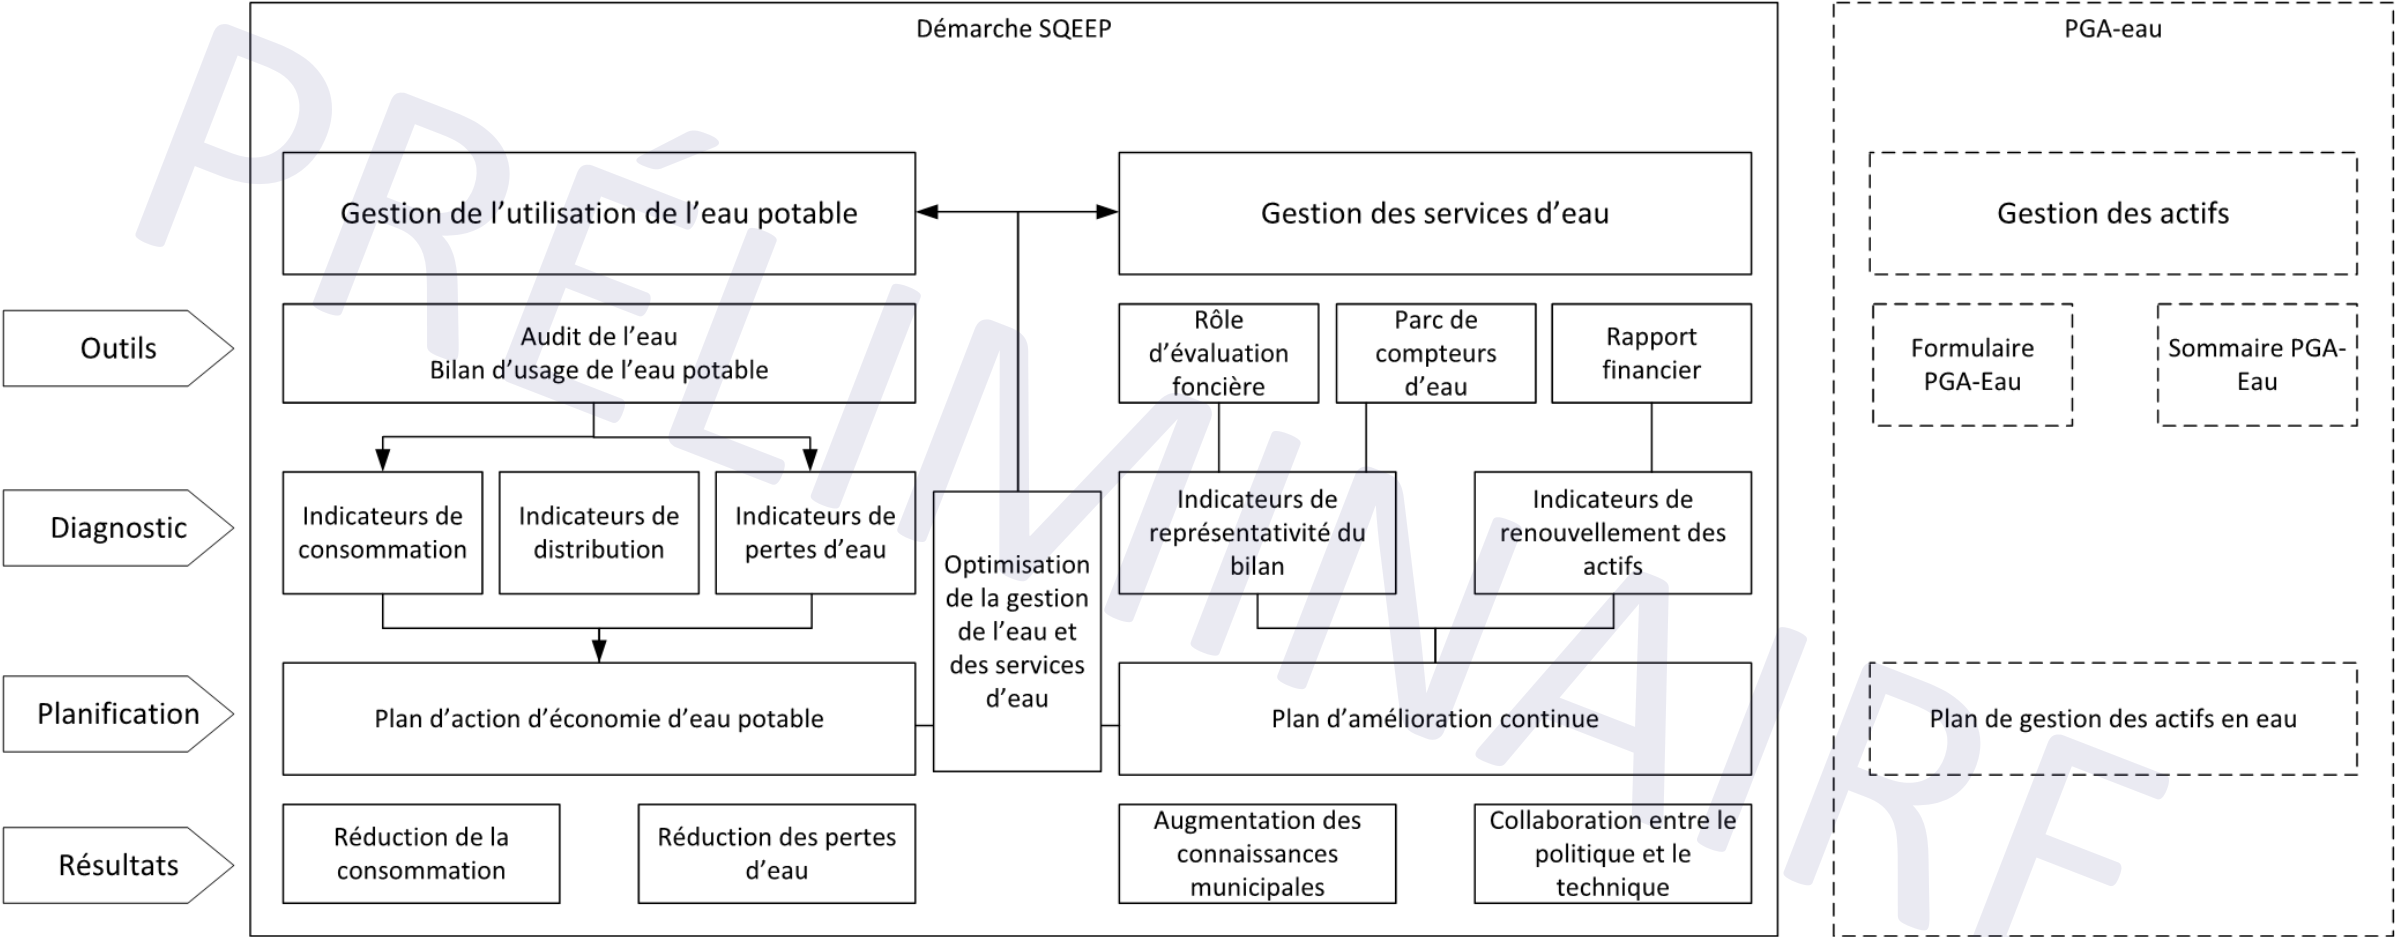 Démarche SQEEP
PGA-eau
Gestion de l’utilisation de l’eau potable
Gestion des services d’eau
Gestion des actifs
Outils
Audit de l’eau
Bilan d’usage de l’eau potable
Rôle
d’évaluation
foncière
Parc de
compteurs
d’eau
Rapport
financier
Formulaire
PGA-Eau
Sommaire PGA-
Eau
Diagnostic
Indicateurs de
consommation
Indicateurs de
distribution
Indicateurs de
pertes d’eau
Optimisation
de la gestion
de l’eau et
des services
d’eau
Indicateurs de
représentativité du
bilan
Indicateurs de
renouvellement des
actifs
Planification
Plan d’action d’économie d’eau potable
Plan d’amélioration continue
Plan de gestion des actifs en eau
Résultats
Réduction de la
consommation
Réduction des pertes
d’eau
Augmentation des
connaissances
municipales
Collaboration entre le
politique et le
technique
PRÉLIMINAIRE